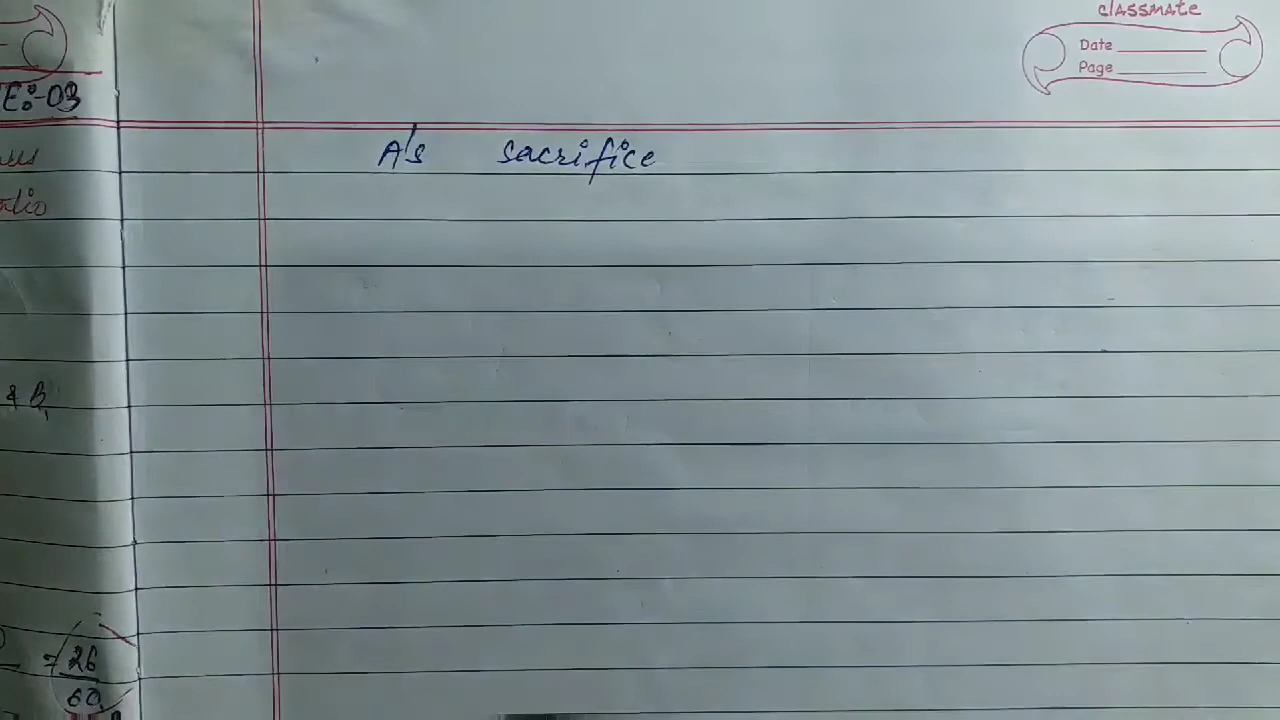 classmate
Date
Page
E:-03
A's sacrifice
& B,
26
60